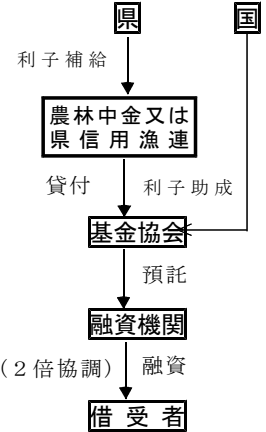 県 国
利子補給
農林中金又は
県信用漁連
貸付 利子助成
基金協会
預託
融資機関
（２倍協調） 融資
借受者